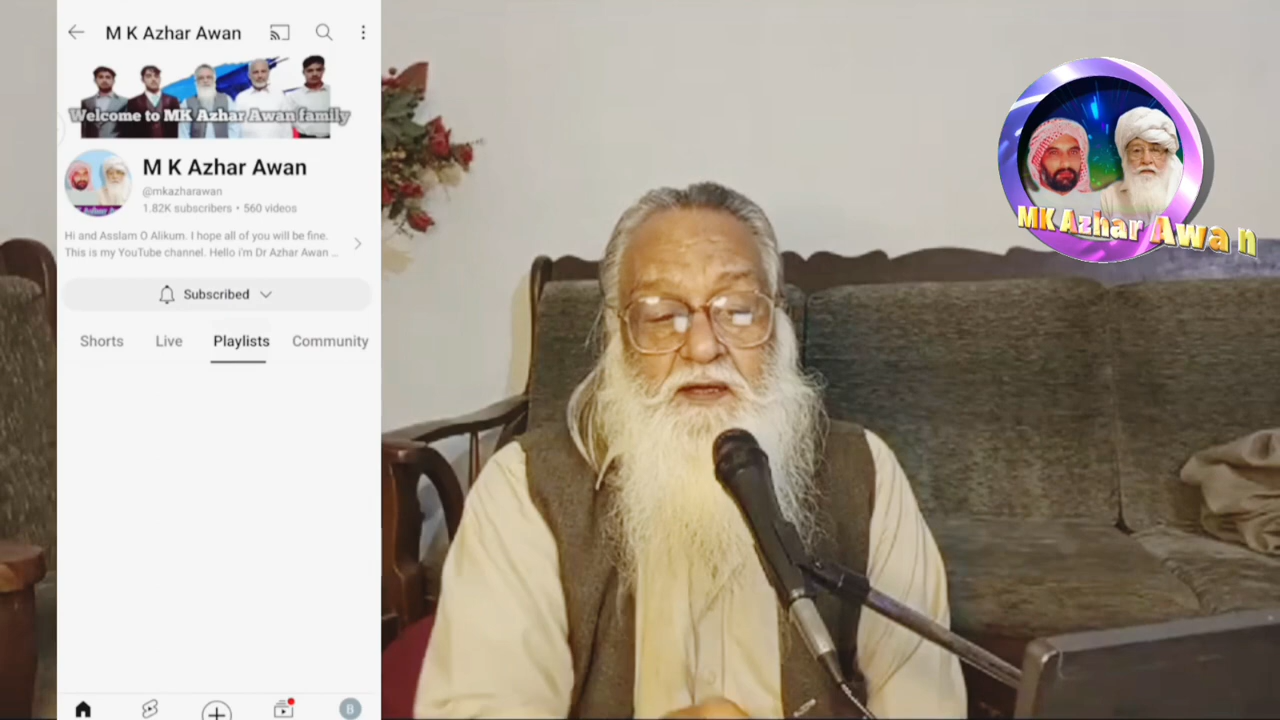 M K Azhar Awan
Welcome to MK Azhar Awan family
M K Azhar Awan
@mkazharawan
1.82K subscribers • 560 videos
Hi and Asslam O Alikum. I hope all of you will be fine.
This is my YouTube channel. Hello i'm Dr Azhar Awan ...
Subscribed
Shorts Live Playlists Community
B
MK Azhar Awan